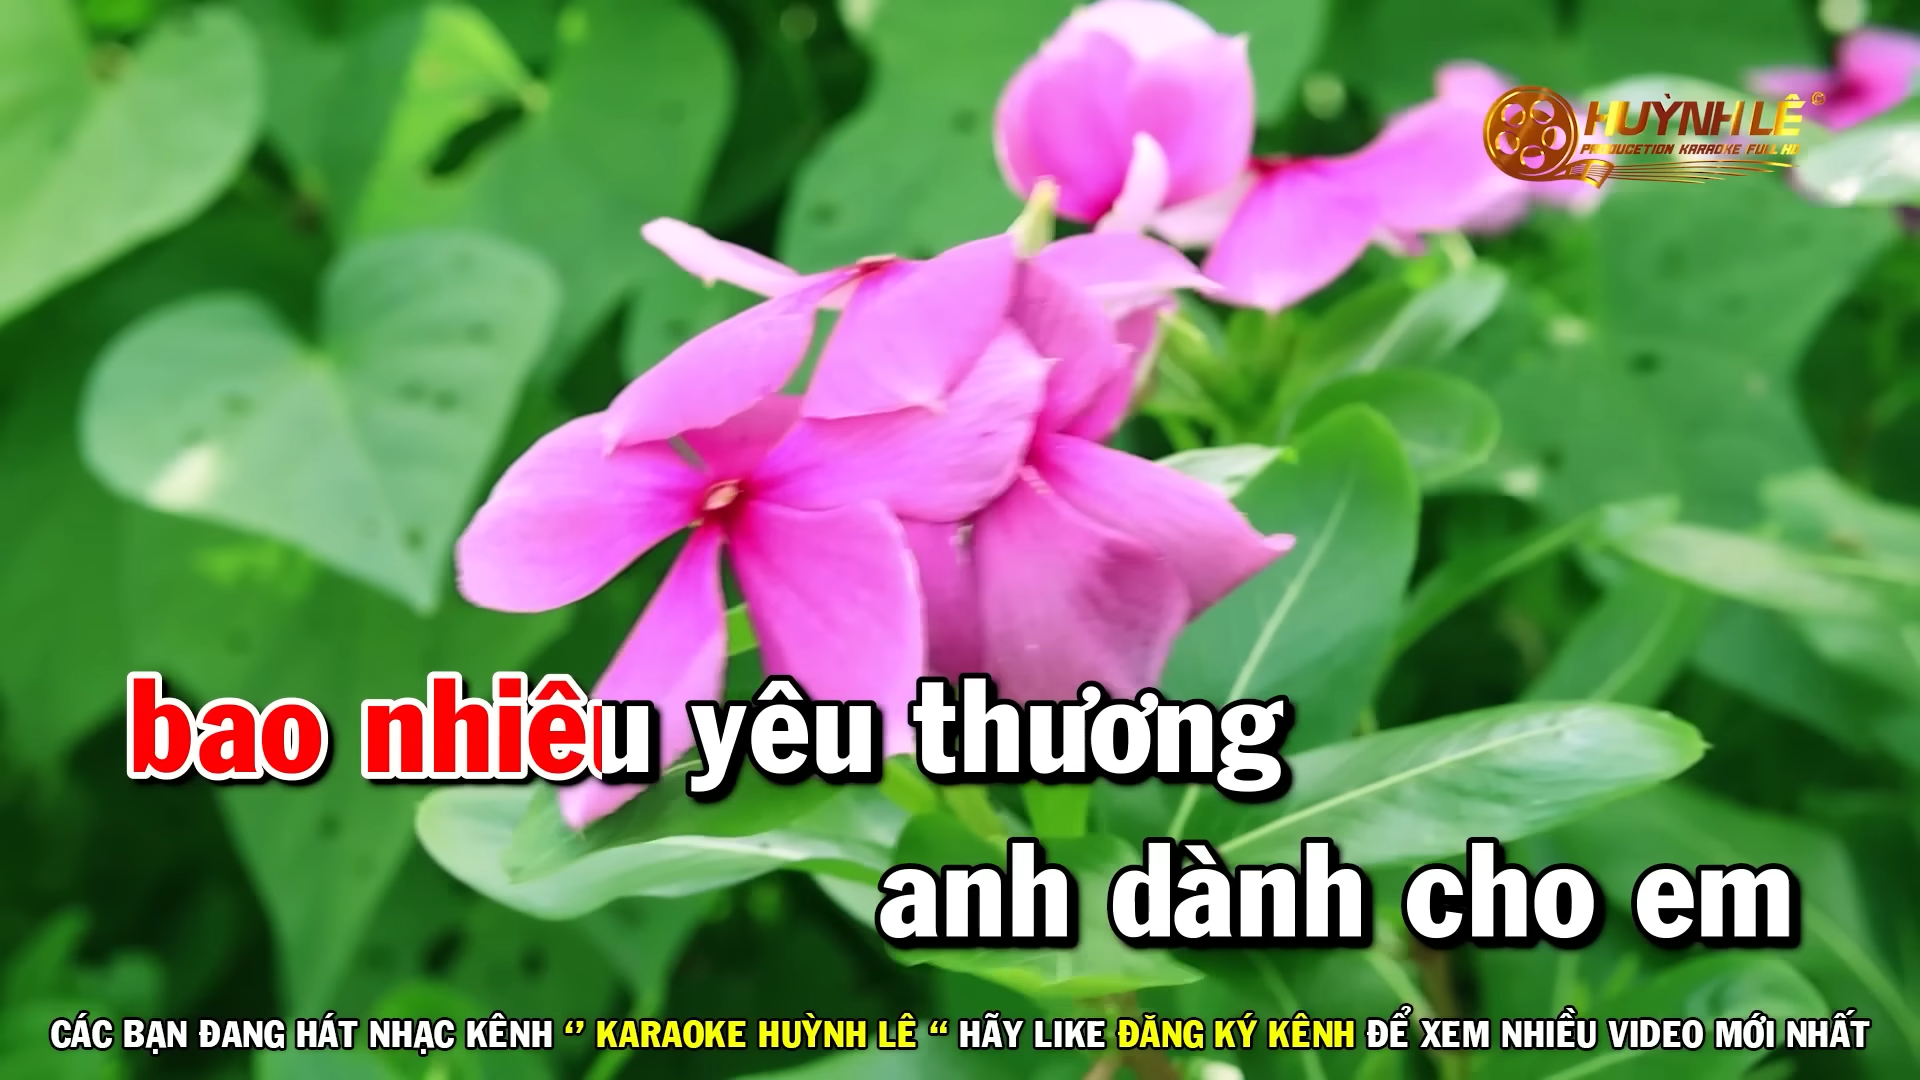 HUỲNH LÊ ©
PRODUCETION KARAOKE FULL HD
bao nhiêu yêu thương
anh dành cho em
CÁC BẠN ĐANG HÁT NHẠC KÊNH ‘’ KARAOKE HUỲNH LÊ “ HÃY LIKE ĐĂNG KÝ KÊNH ĐỂ XEM NHIỀU VIDEO MỚI NHẤT